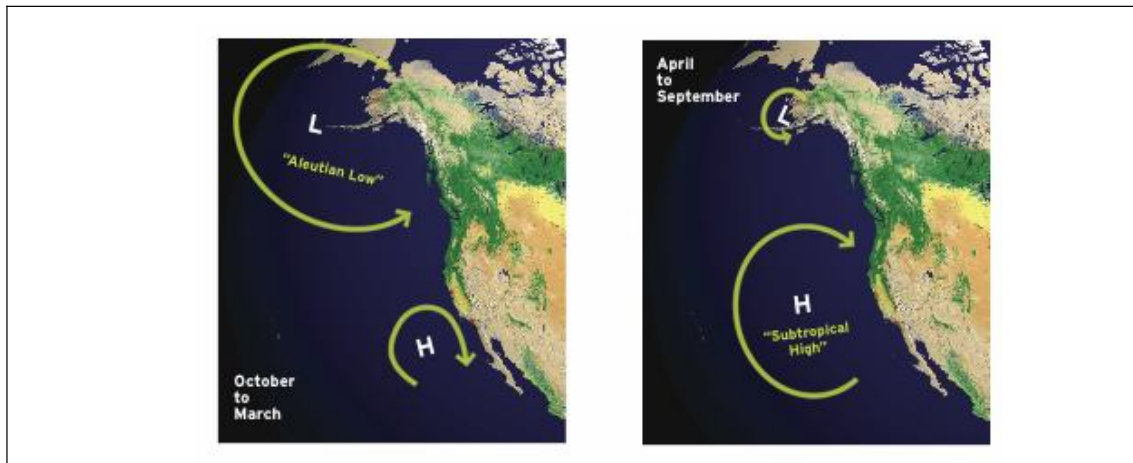 L
"Aleutian Low"
H
October
to
March
April
to
September
L
H
"Subtropical
High"